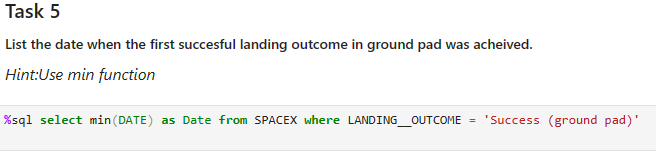 Task 5
List the date when the first succesful landing outcome in ground pad was acheived.
Hint:Use min function
%sql select min(DATE) as Date from SPACEX where LANDING__OUTCOME = 'Success (ground pad)'